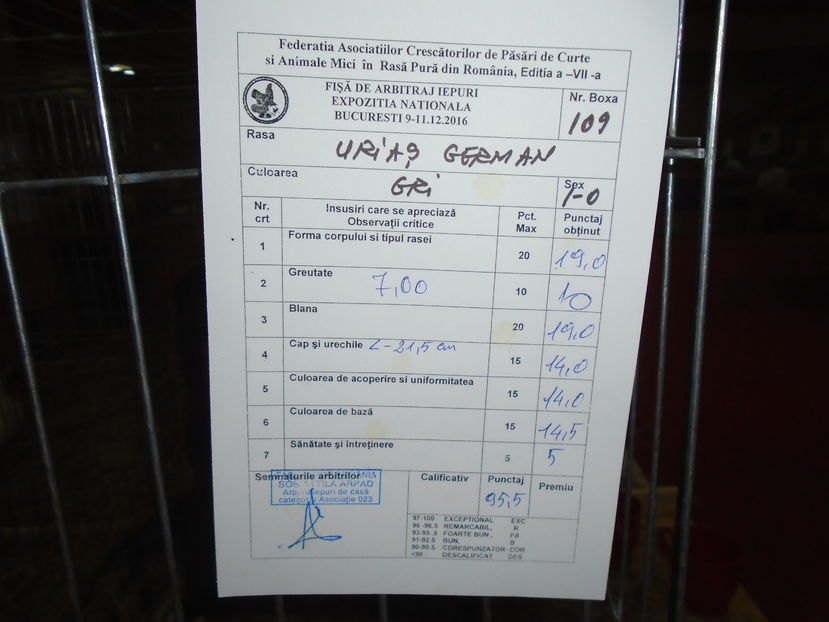 Federatia Asociatiilor Crescătorilor de Păsări de Curte
si Animale Mici în Rasă Pură din România, Editia a –VII -a
FIŞĂ DE ARBITRAJ IEPURI
EXPOZITIA NATIONALA
BUCURESTI 9-11.12.2016
Nr. Boxa
109
Rasa
URIAŞ GERMAN
Culoarea
GRi
Sex
1-0
Nr. crt
Insusiri care se apreciază
Observaţii critice
Pct. Max
Punctaj obţinut
1 Forma corpului si tipul rasei 20 19,0
2 Greutate 7,00 10 10
3 Blana 20 19,0
4 Cap şi urechile L-21,5 cm 15 14,0
5 Culoarea de acoperire si uniformitatea 15 14,0
6 Culoarea de bază 15 14,5
7 Sănătate şi întreţinere 5 5
Semnaturile arbitrilor
ARPAD
iepuri de casă
Asociaţie 023
Calificativ
Punctaj
95,5
Premiu
97-100 EXCEPTIONAL EXC
96 -96.5 REMARCABIL, R
93-95.5 FOARTE BUN, FB
91-92.5 BUN, B
90-90.5 CORESPUNZATOR- COR
<90 - DESCALIFICAT DES